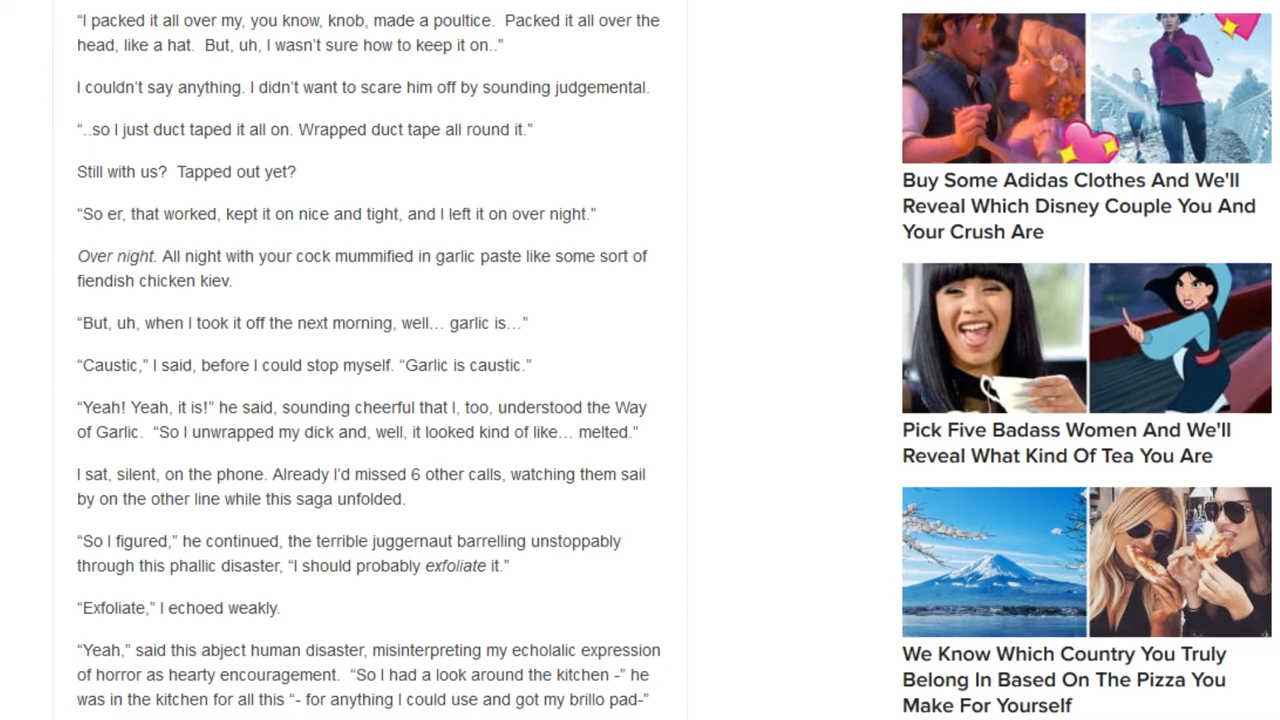 “I packed it all over my, you know, knob, made a poultice.  Packed it all over the
head, like a hat.  But, uh, I wasn’t sure how to keep it on..”
I couldn’t say anything. I didn’t want to scare him off by sounding judgemental.
“..so I just duct taped it all on. Wrapped duct tape all round it.”
Still with us?  Tapped out yet?
“So er, that worked, kept it on nice and tight, and I left it on over night.”
Over night. All night with your cock mummified in garlic paste like some sort of
fiendish chicken kiev.
“But, uh, when I took it off the next morning, well… garlic is…”
“Caustic,” I said, before I could stop myself. “Garlic is caustic.”
“Yeah! Yeah, it is!” he said, sounding cheerful that I, too, understood the Way
of Garlic.  “So I unwrapped my dick and, well, it looked kind of like… melted.”
I sat, silent, on the phone. Already I’d missed 6 other calls, watching them sail
by on the other line while this saga unfolded.
“So I figured,” he continued, the terrible juggernaut barrelling unstoppably
through this phallic disaster, “I should probably exfoliate it.”
“Exfoliate,” I echoed weakly.
“Yeah,” said this abject human disaster, misinterpreting my echolalic expression
of horror as hearty encouragement.  “So I had a look around the kitchen -” he
was in the kitchen for all this “- for anything I could use and got my brillo pad-”
Buy Some Adidas Clothes And We'll
Reveal Which Disney Couple You And
Your Crush Are
Pick Five Badass Women And We'll
Reveal What Kind Of Tea You Are
We Know Which Country You Truly
Belong In Based On The Pizza You
Make For Yourself